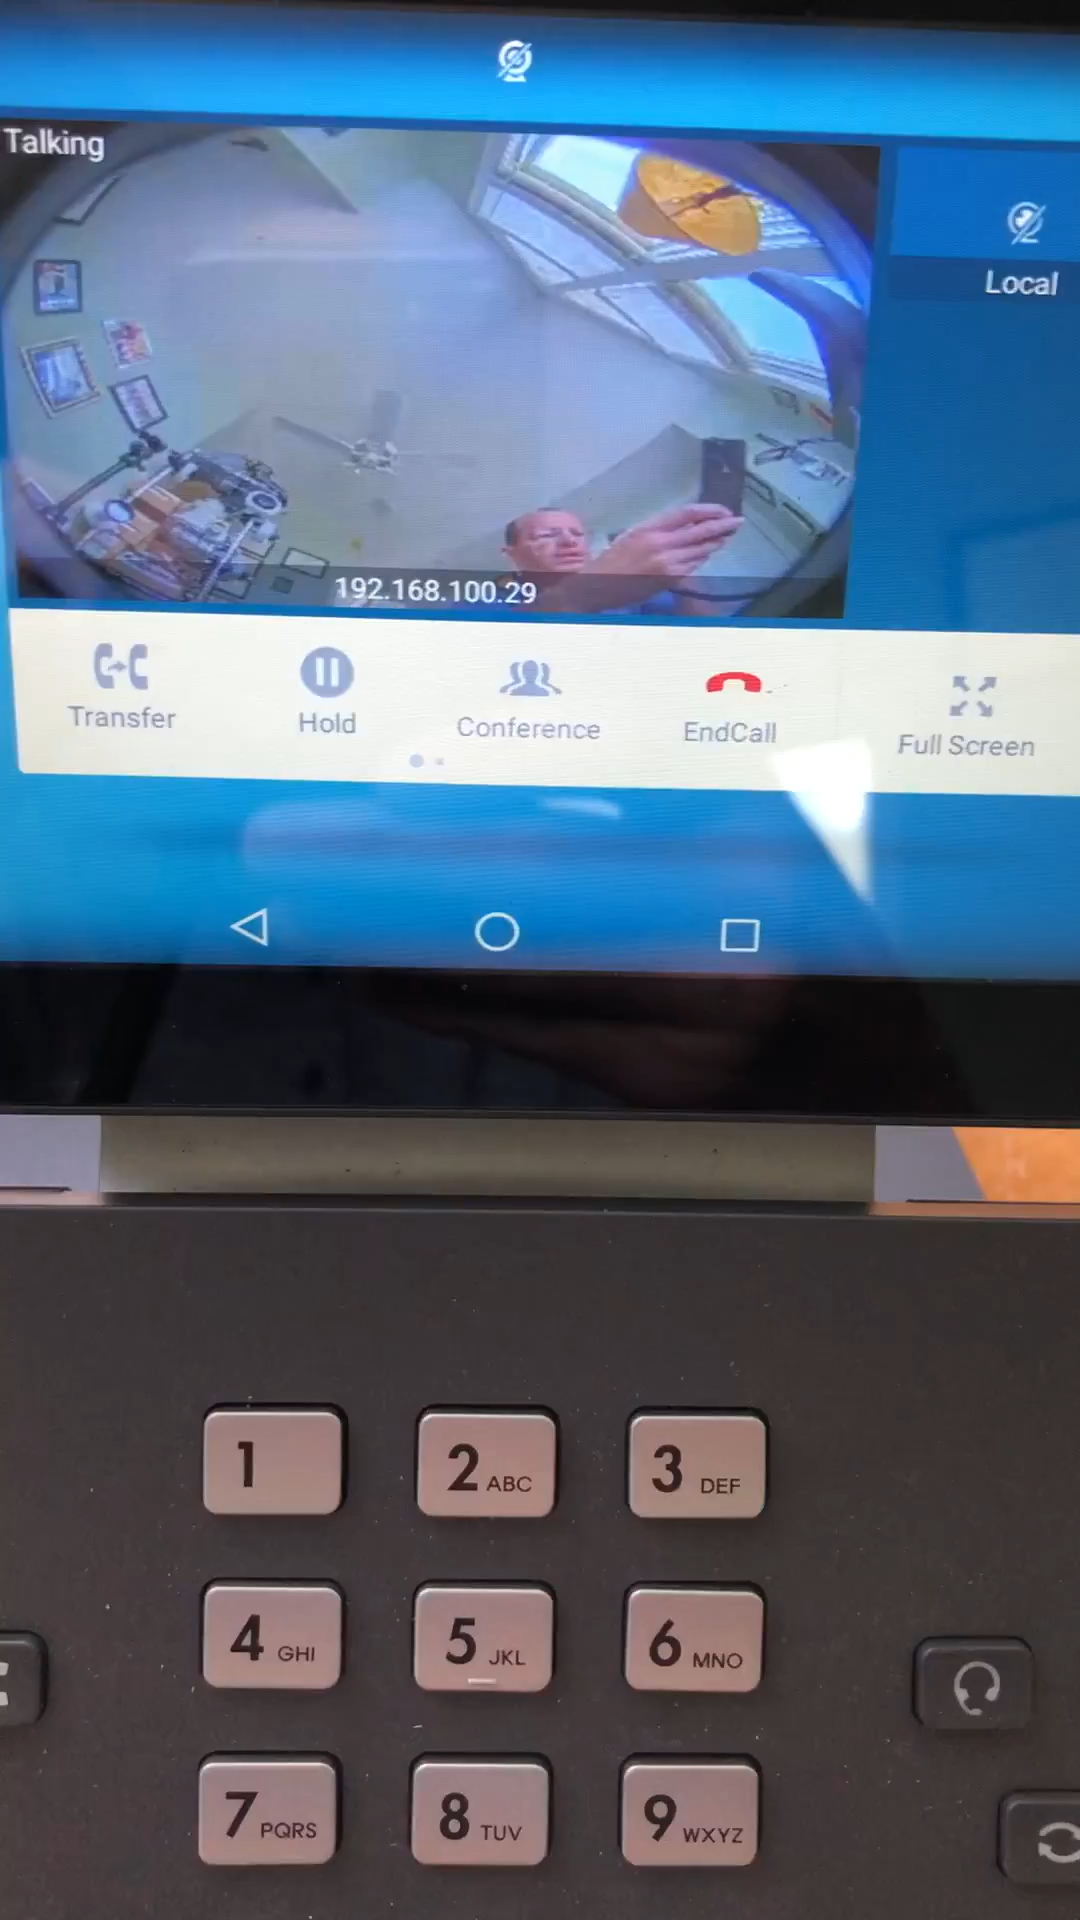 Talking
Local
192.168.100.29
Transfer
Hold
Conference
EndCall
Full Screen
1
2 ABC
3 DEF
4 GHI
5 JKL
6 MNO
7 PQRS
8 TUV
9 WXYZ